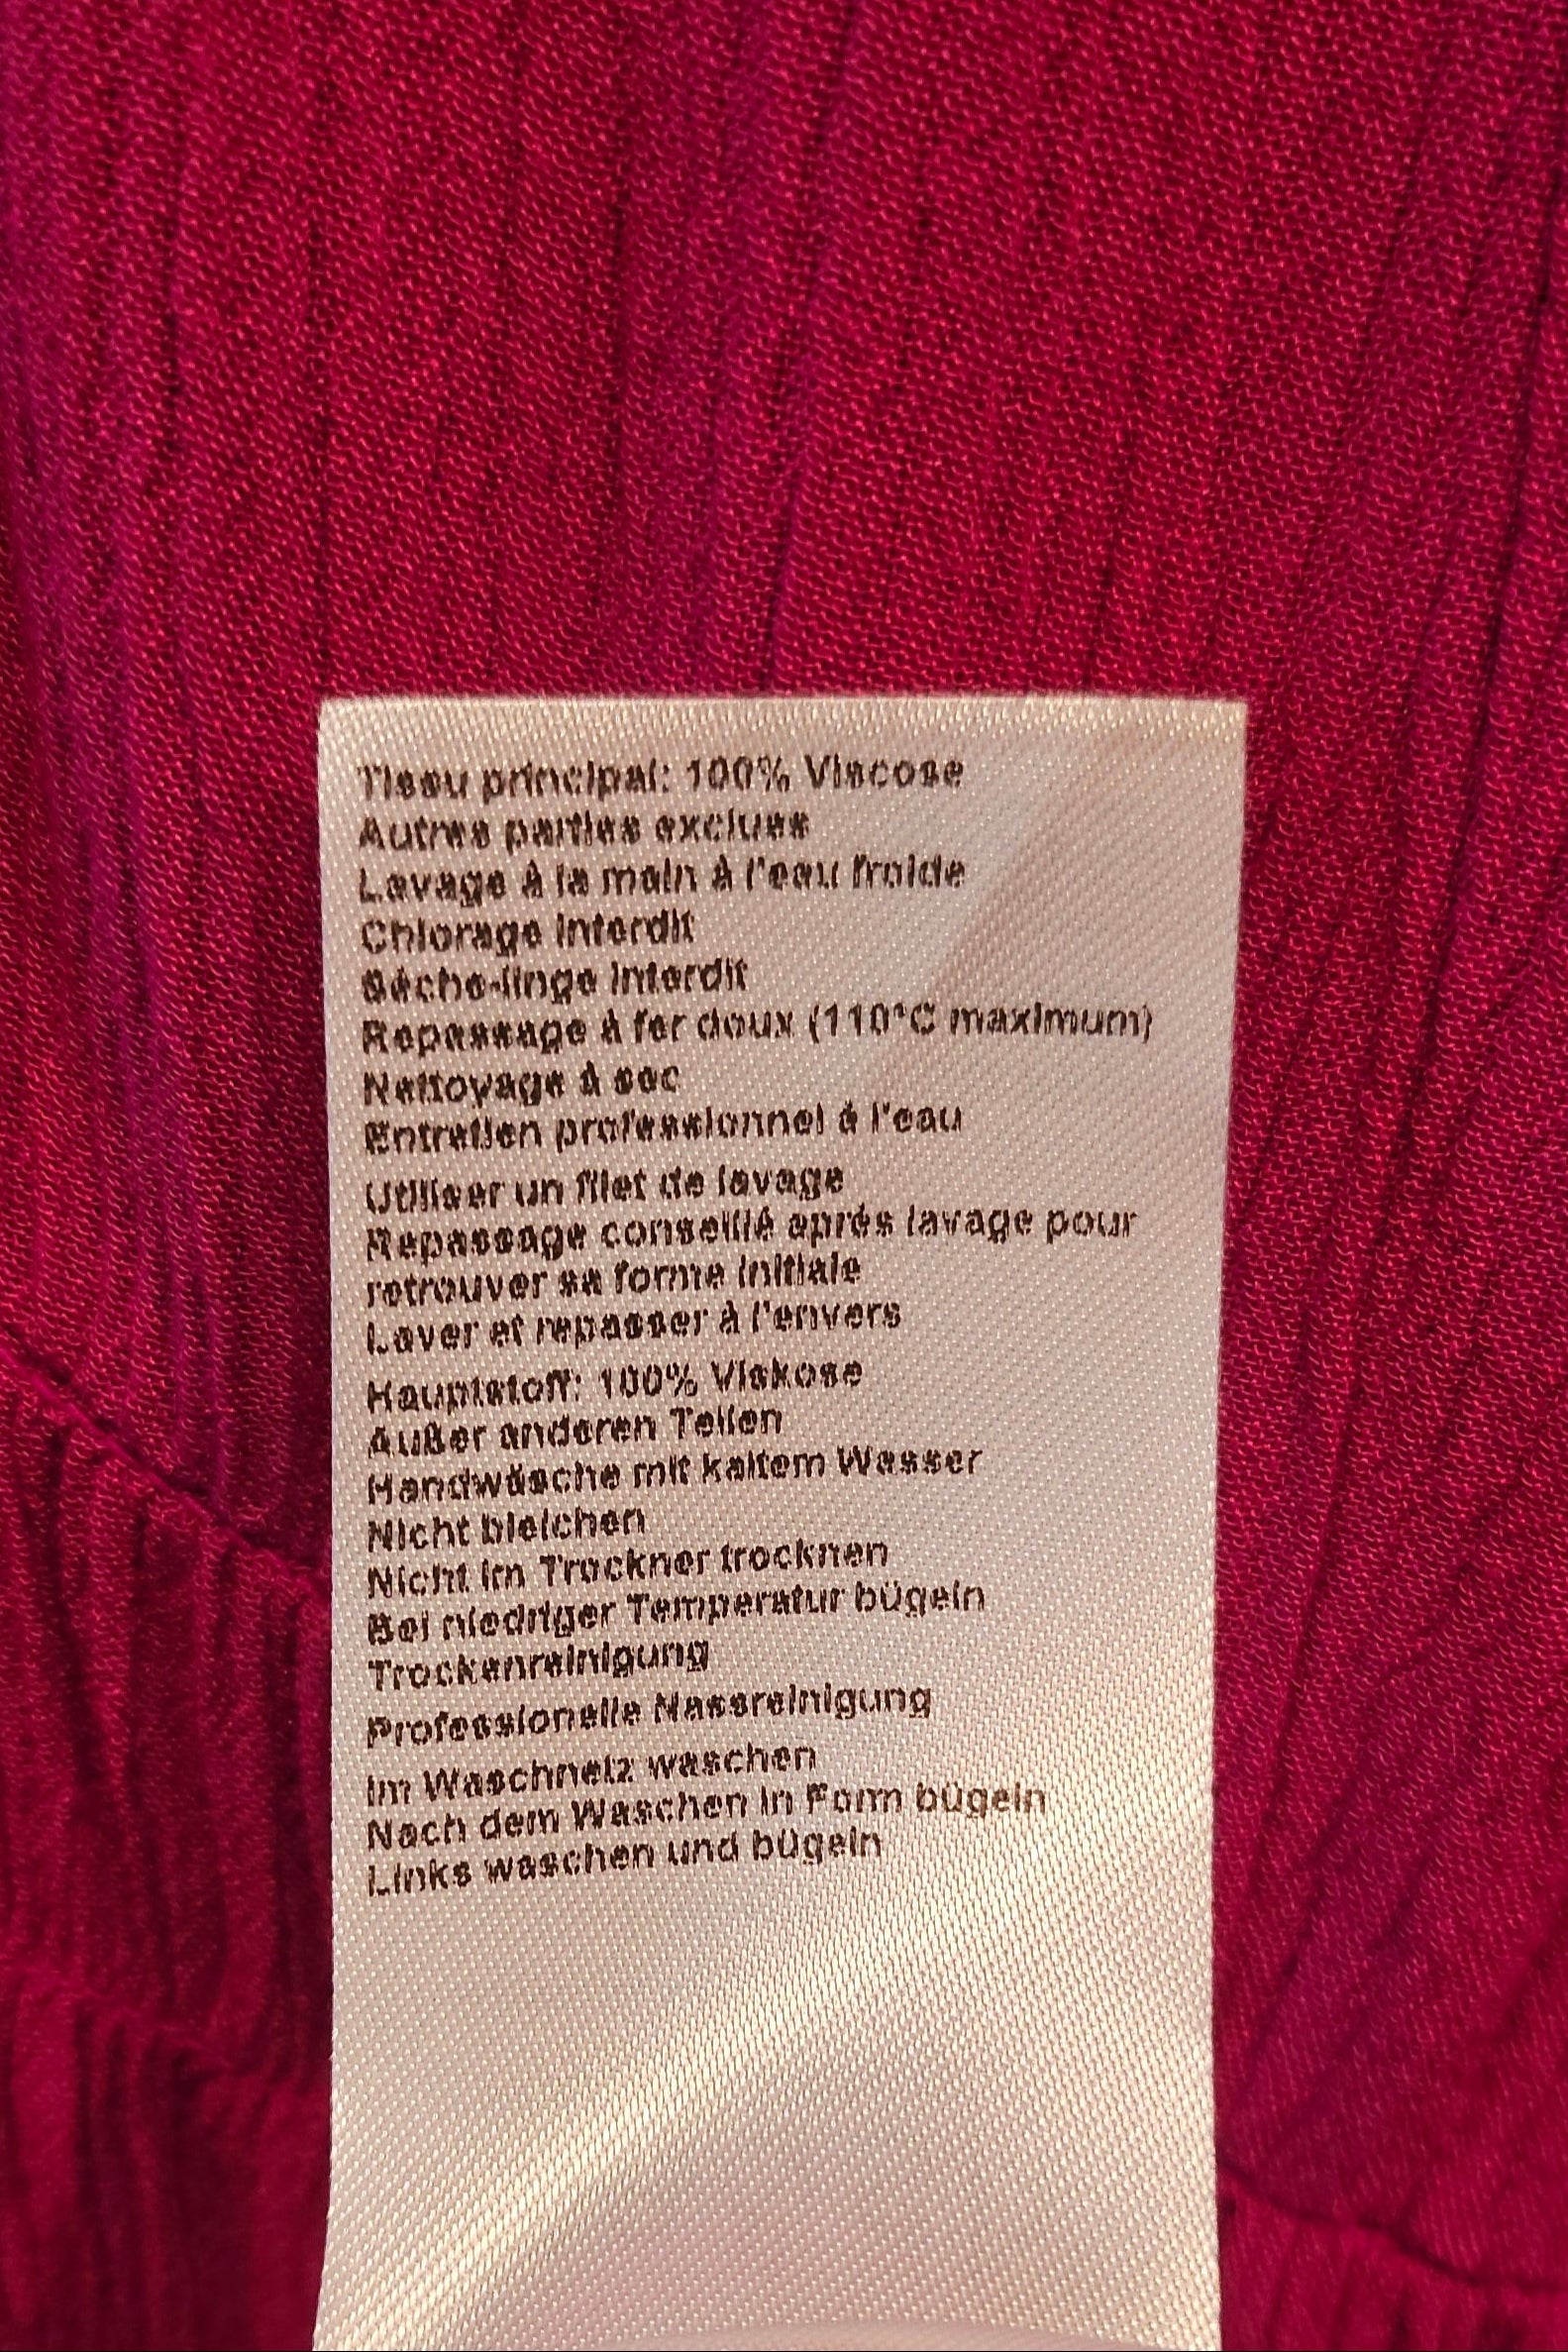 Tissu principal: 100% Viscose
Autres parties exclues
Lavage à la main à l'eau froide
Chlorage interdit
Sèche-linge interdit
Repassage à fer doux (110°C maximum)
Nettoyage à sec
Entretien professionnel à l'eau
Utiliser un filet de lavage
Repassage conseillé après lavage pour
retrouver sa forme initiale
Laver et repasser à l'envers
Hauptstoff: 100% Viskose
Außer anderen Teilen
Handwäsche mit kaltem Wasser
Nicht bleichen
Nicht im Trockner trocknen
Bei niedriger Temperatur bügeln
Trockenreinigung
Professionelle Nassreinigung
Im Waschnetz waschen
Nach dem Waschen in Form bügeln
Links waschen und bügeln